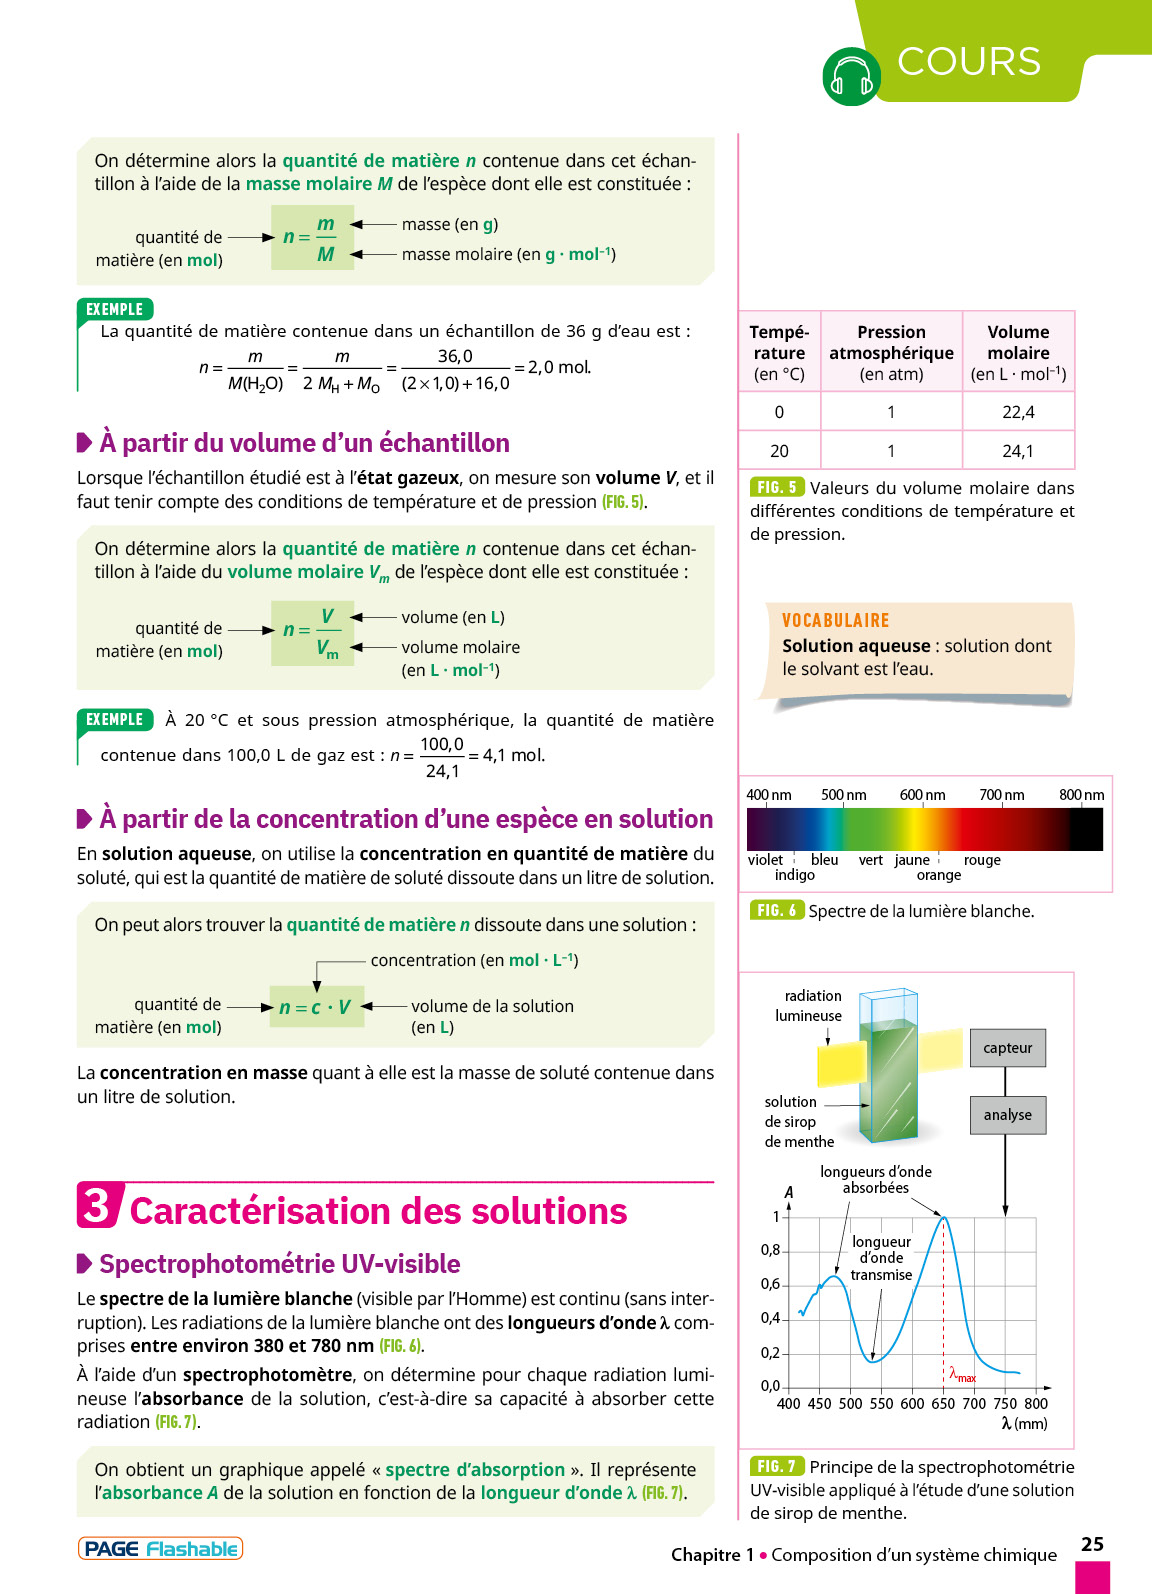 COURS
On détermine alors la quantité de matière n contenue dans cet échan-
tillon à l'aide de la masse molaire M de l'espèce dont elle est constituée :
quantité de
matière (en mol)
n = m / M
masse (en g)
masse molaire (en g · mol⁻¹)
EXEMPLE
La quantité de matière contenue dans un échantillon de 36 g d'eau est :
n = m / M(H₂O) = m / (2 M_H + M_O) = 36,0 / ((2 × 1,0) + 16,0) = 2,0 mol.
À partir du volume d'un échantillon
Lorsque l'échantillon étudié est à l'état gazeux, on mesure son volume V, et il
faut tenir compte des conditions de température et de pression (FIG. 5).
On détermine alors la quantité de matière n contenue dans cet échan-
tillon à l'aide du volume molaire Vₘ de l'espèce dont elle est constituée :
quantité de
matière (en mol)
n = V / Vₘ
volume (en L)
volume molaire
(en L · mol⁻¹)
EXEMPLE À 20 °C et sous pression atmosphérique, la quantité de matière
contenue dans 100,0 L de gaz est : n = 100,0 / 24,1 = 4,1 mol.
À partir de la concentration d'une espèce en solution
En solution aqueuse, on utilise la concentration en quantité de matière du
soluté, qui est la quantité de matière de soluté dissoute dans un litre de solution.
On peut alors trouver la quantité de matière n dissoute dans une solution :
concentration (en mol · L⁻¹)
quantité de
matière (en mol)
n = c · V
volume de la solution
(en L)
La concentration en masse quant à elle est la masse de soluté contenue dans
un litre de solution.
3 Caractérisation des solutions
Spectrophotométrie UV-visible
Le spectre de la lumière blanche (visible par l'Homme) est continu (sans inter-
ruption). Les radiations de la lumière blanche ont des longueurs d'onde λ com-
prises entre environ 380 et 780 nm (FIG. 6).
À l'aide d'un spectrophotomètre, on détermine pour chaque radiation lumi-
neuse l'absorbance de la solution, c'est-à-dire sa capacité à absorber cette
radiation (FIG. 7).
On obtient un graphique appelé « spectre d'absorption ». Il représente
l'absorbance A de la solution en fonction de la longueur d'onde λ (FIG. 7).
Tempé-
rature
(en °C)
Pression
atmosphérique
(en atm)
Volume
molaire
(en L · mol⁻¹)
0 1 22,4
20 1 24,1
FIG. 5 Valeurs du volume molaire dans
différentes conditions de température et
de pression.
VOCABULAIRE
Solution aqueuse : solution dont
le solvant est l'eau.
400 nm 500 nm 600 nm 700 nm 800 nm
violet bleu vert jaune rouge
indigo orange
FIG. 6 Spectre de la lumière blanche.
radiation
lumineuse
capteur
solution
de sirop
de menthe
analyse
longueurs d'onde
absorbées
A
1
0,8
0,6
0,4
0,2
0,0
longueur
d'onde
transmise
λmax
400 450 500 550 600 650 700 750 800
λ (mm)
FIG. 7 Principe de la spectrophotométrie
UV-visible appliqué à l'étude d'une solution
de sirop de menthe.
PAGE Flashable
Chapitre 1 • Composition d'un système chimique
25